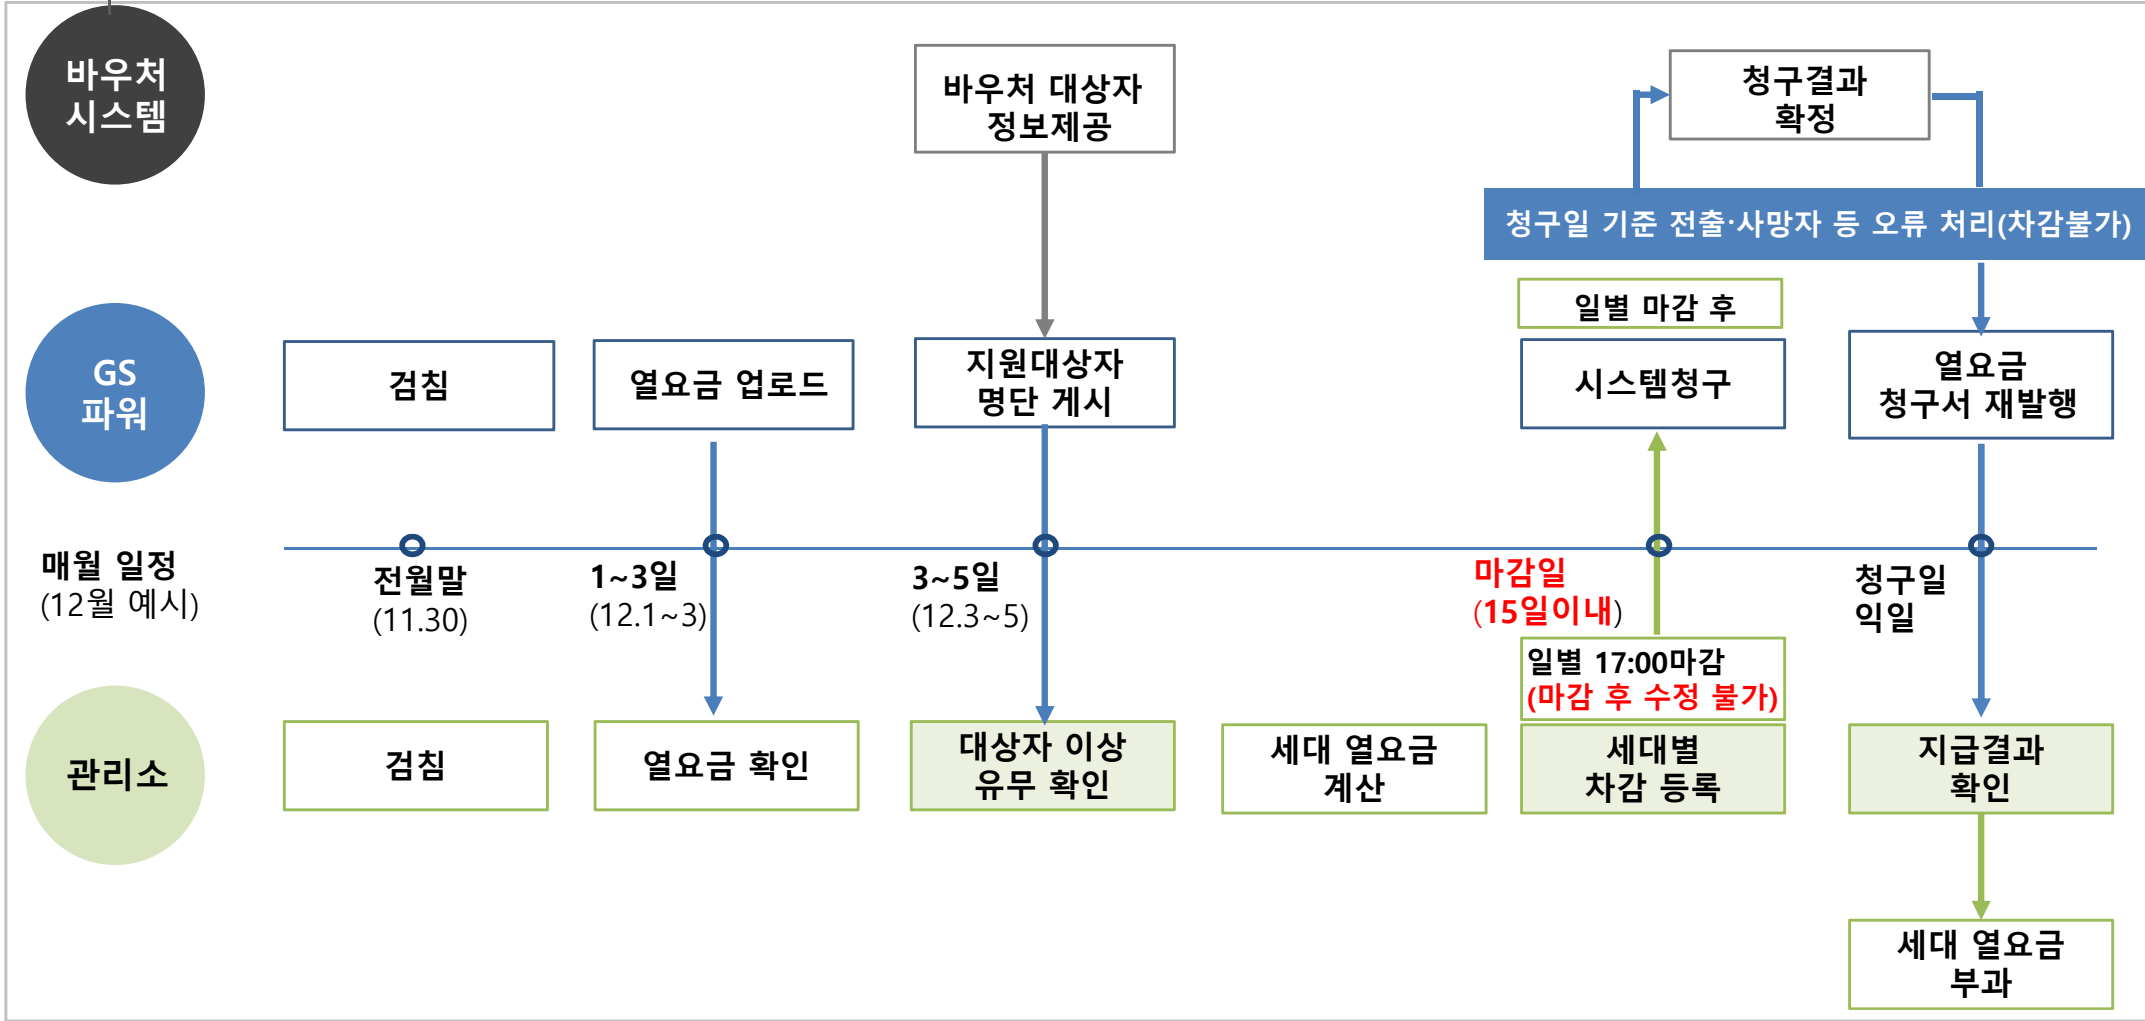 바우처
시스템
바우처 대상자
정보제공
청구결과
확정
청구일 기준 전출·사망자 등 오류 처리(차감불가)
일별 마감 후
GS
파워
검침
열요금 업로드
지원대상자
명단 게시
시스템청구
열요금
청구서 재발행
매월 일정
(12월 예시)
전월말
(11.30)
1~3일
(12.1~3)
3~5일
(12.3~5)
마감일
(15일이내)
청구일
익일
일별 17:00마감
(마감 후 수정 불가)
관리소
검침
열요금 확인
대상자 이상
유무 확인
세대 열요금
계산
세대별
차감 등록
지급결과
확인
세대 열요금
부과